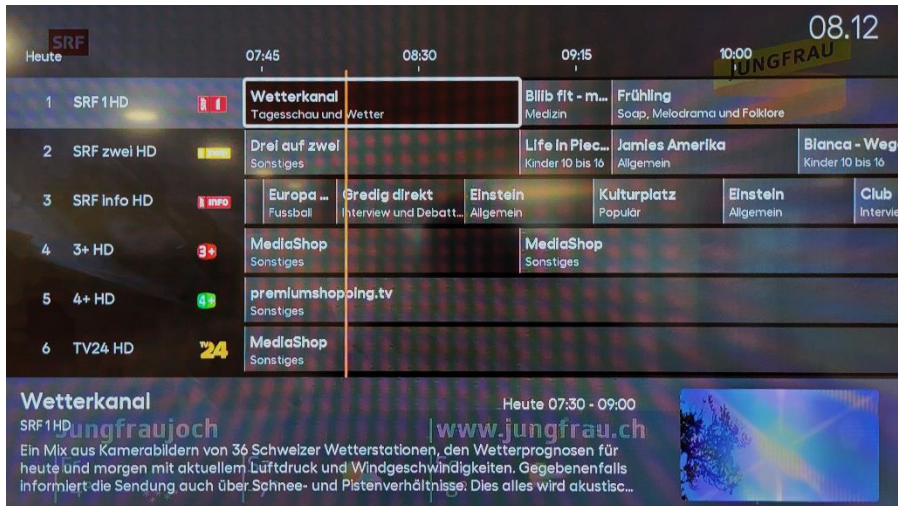 08.12
SRF
Heute
07:45 08:30 09:15 10:00
JUNGFRAU
1 SRF 1 HD
Wetterkanal
Tagesschau und Wetter
Bliib fit - m...
Medizin
Frühling
Soap, Melodrama und Folklore
2 SRF zwei HD
Drei auf zwei
Sonstiges
Life in Piec...
Kinder 10 bis 16
Jamies Amerika
Allgemein
Bianca - Weg
Kinder 10 bis 16
3 SRF info HD
INFO
Europa ...
Fussball
Gredig direkt
Interview und Debatt...
Einstein
Allgemein
Kulturplatz
Populär
Einstein
Allgemein
Club
Intervie
4 3+ HD
3+
MediaShop
Sonstiges
MediaShop
Sonstiges
5 4+ HD
4+
premiumshopping.tv
Sonstiges
6 TV24 HD
TV24
MediaShop
Sonstiges
Wetterkanal
Heute 07:30 - 09:00
SRF 1 HD
Jungfraujoch www.jungfrau.ch
Ein Mix aus Kamerabildern von 36 Schweizer Wetterstationen, den Wetterprognosen für
heute und morgen mit aktuellem Luftdruck und Windgeschwindigkeiten. Gegebenenfalls
informiert die Sendung auch über Schnee- und Pistenverhältnisse. Dies alles wird akustisc...